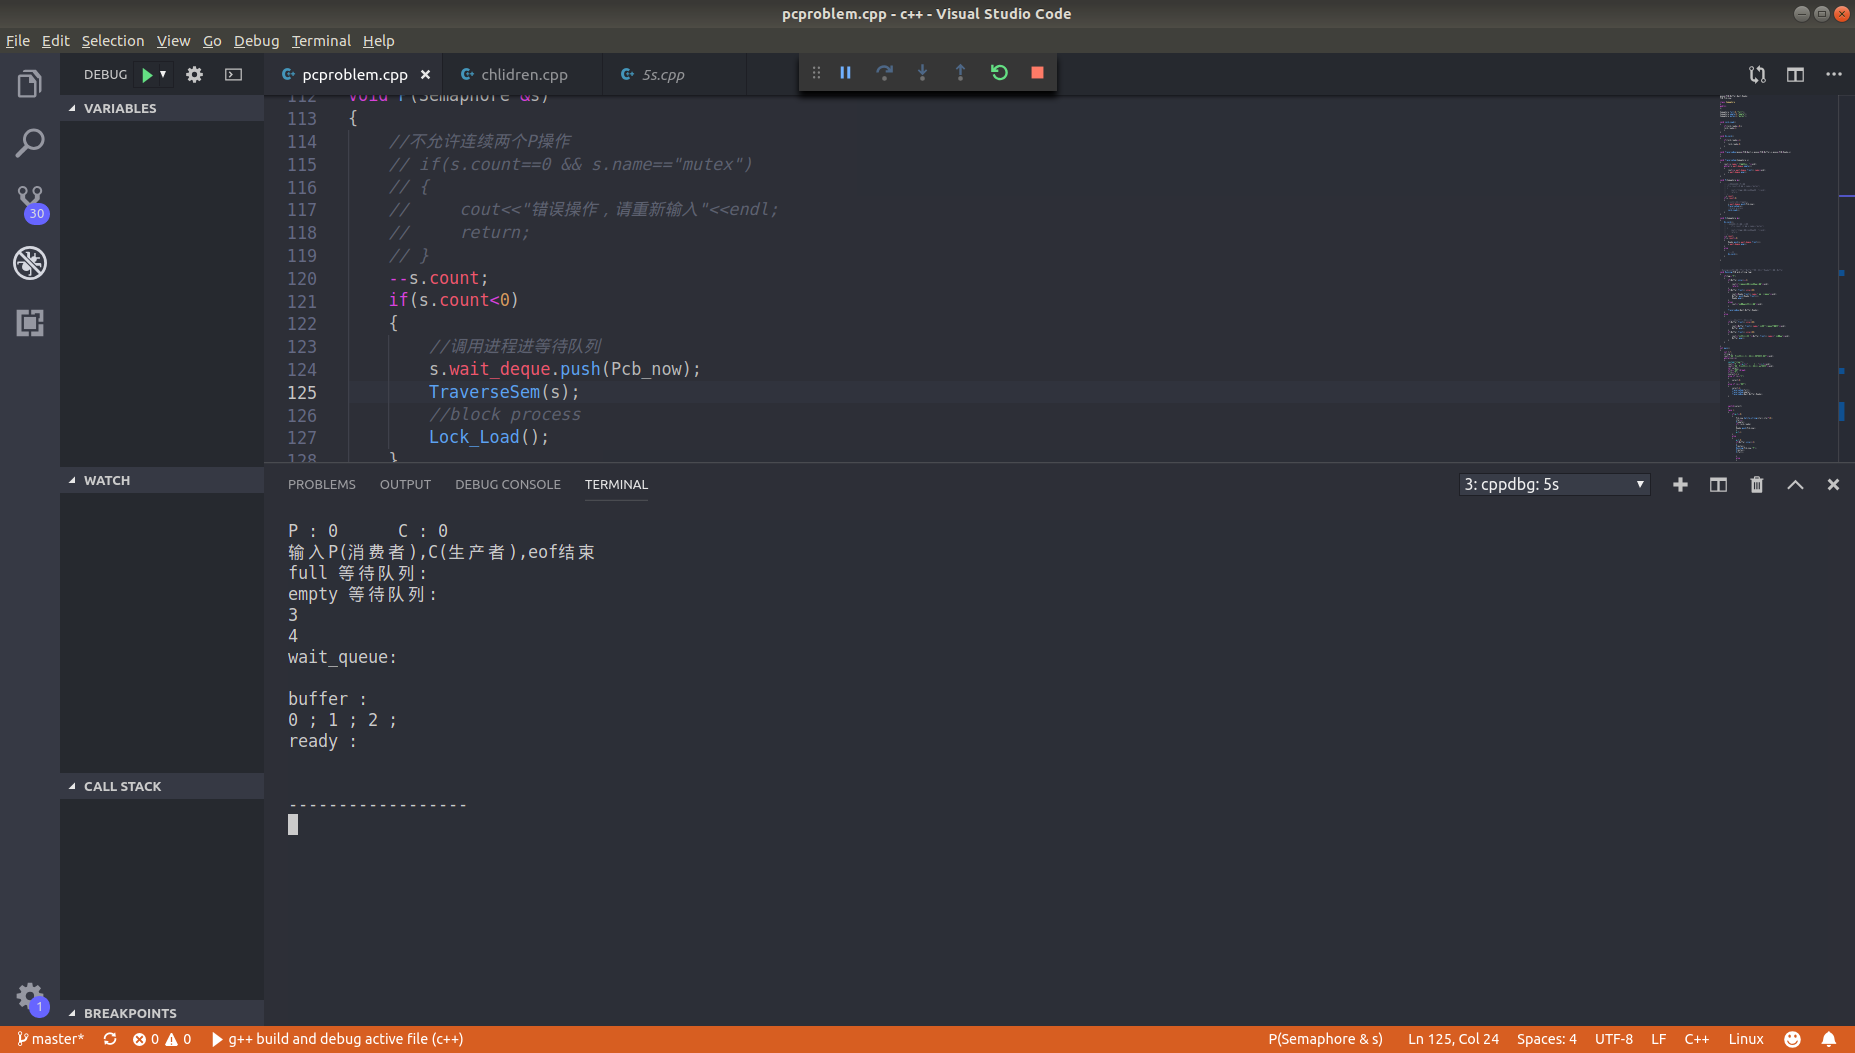 pcproblem.cpp - c++ - Visual Studio Code
File Edit Selection View Go Debug Terminal Help
DEBUG
pcproblem.cpp
chlidren.cpp
5s.cpp
VARIABLES
112 void P(Semaphore &s)
113 {
114 //不允许连续两个P操作
115 // if(s.count==0 && s.name=="mutex")
116 // {
117 // cout<<"错误操作，请重新输入"<<endl;
118 // return;
119 // }
120 --s.count;
121 if(s.count<0)
122 {
123 //调用进程进等待队列
124 s.wait_deque.push(Pcb_now);
125 TraverseSem(s);
126 //block process
127 Lock_Load();
128 }
30
WATCH
PROBLEMS OUTPUT DEBUG CONSOLE TERMINAL
3: cppdbg: 5s
P : 0 C : 0
输入P(消费者),C(生产者),eof结束
full 等待队列:
empty 等待队列:
3
4
wait_queue:
buffer :
0 ; 1 ; 2 ;
ready :
------------------
CALL STACK
1
BREAKPOINTS
master* 0 0 g++ build and debug active file (c++)
P(Semaphore & s) Ln 125, Col 24 Spaces: 4 UTF-8 LF C++ Linux